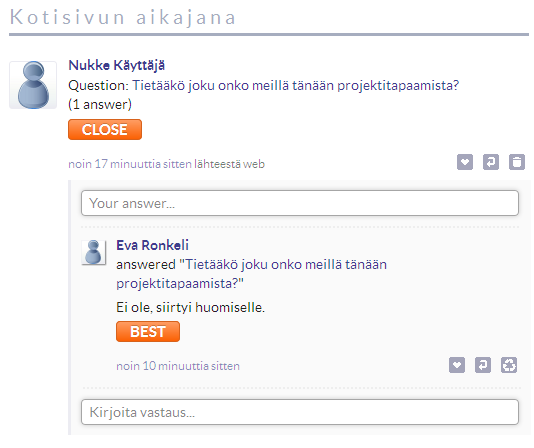 Kotisivun aikajana
Nukke Käyttäjä
Question: Tietääkö joku onko meillä tänään projektitapaamista?
(1 answer)
CLOSE
noin 17 minuuttia sitten lähteestä web
Your answer...
Eva Ronkeli
answered "Tietääkö joku onko meillä tänään
projektitapaamista?"
Ei ole, siirtyi huomiselle.
BEST
noin 10 minuuttia sitten
Kirjoita vastaus...